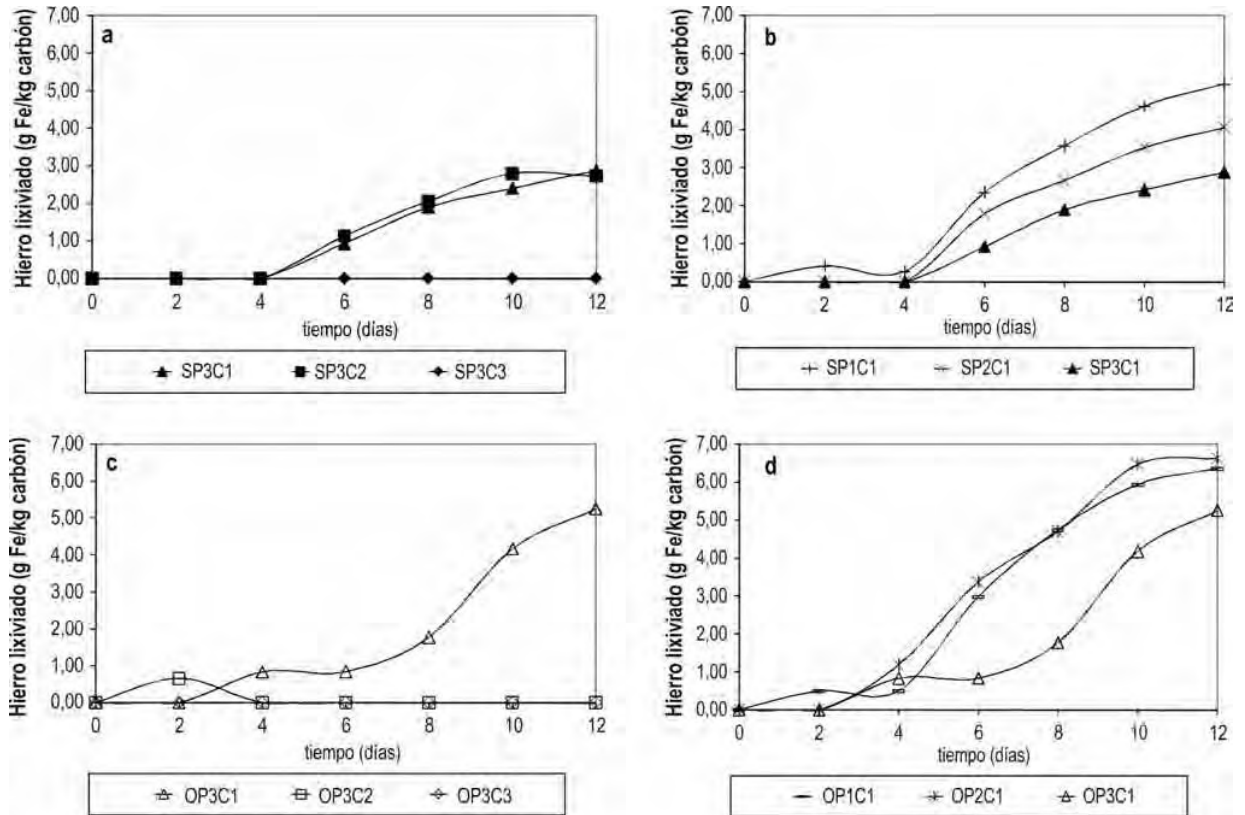 a
Hierro lixiviado (g Fe/kg carbón)
7,00
6,00
5,00
4,00
3,00
2,00
1,00
0,00
0 2 4 6 8 10 12
tiempo (días)
SP3C1 SP3C2 SP3C3
b
Hierro lixiviado (g Fe/kg carbón)
7,00
6,00
5,00
4,00
3,00
2,00
1,00
0,00
0 2 4 6 8 10 12
tiempo (días)
SP1C1 SP2C1 SP3C1
c
Hierro lixiviado (g Fe/kg carbón)
7,00
6,00
5,00
4,00
3,00
2,00
1,00
0,00
0 2 4 6 8 10 12
tiempo (días)
OP3C1 OP3C2 OP3C3
d
Hierro lixiviado (g Fe/kg carbón)
7,00
6,00
5,00
4,00
3,00
2,00
1,00
0,00
0 2 4 6 8 10 12
tiempo (días)
OP1C1 OP2C1 OP3C1